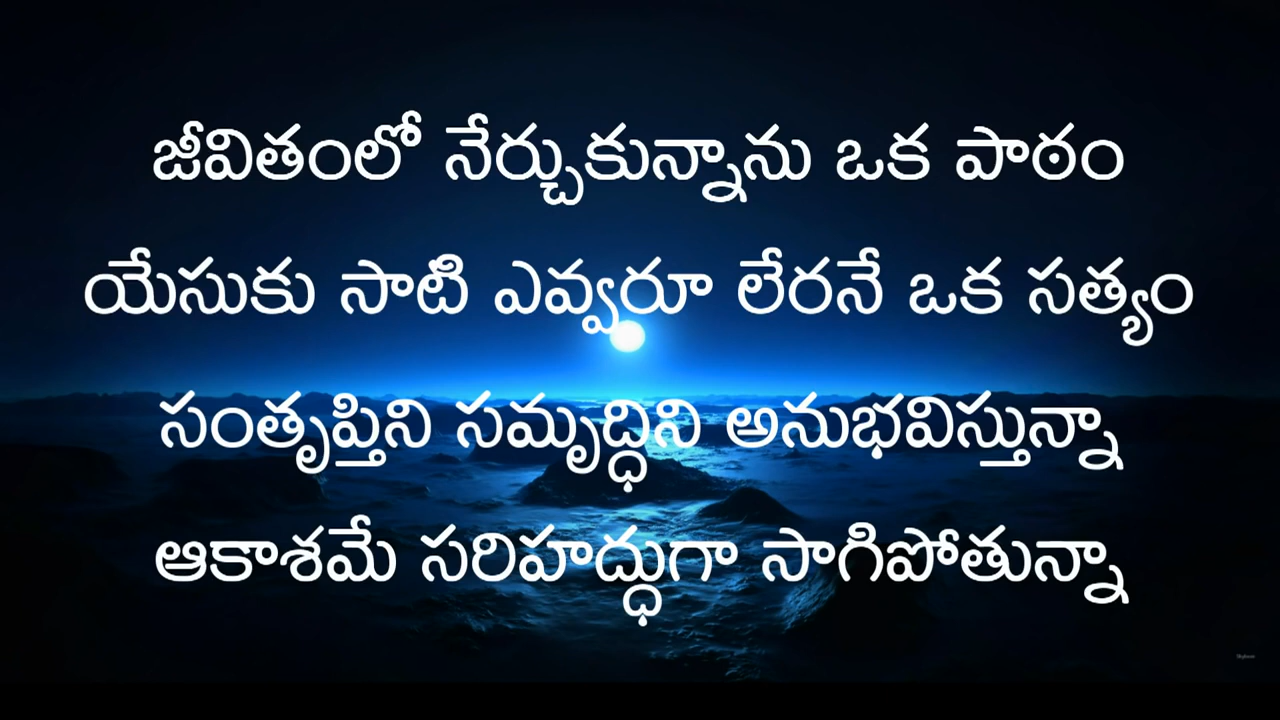 జీవితంలో నేర్చుకున్నాను ఒక పాఠం
యేసుకు సాటి ఎవ్వరూ లేరనే ఒక సత్యం
సంతృప్తిని సమృద్ధిని అనుభవిస్తున్నా
ఆకాశమే సరిహద్దుగా సాగిపోతున్నా